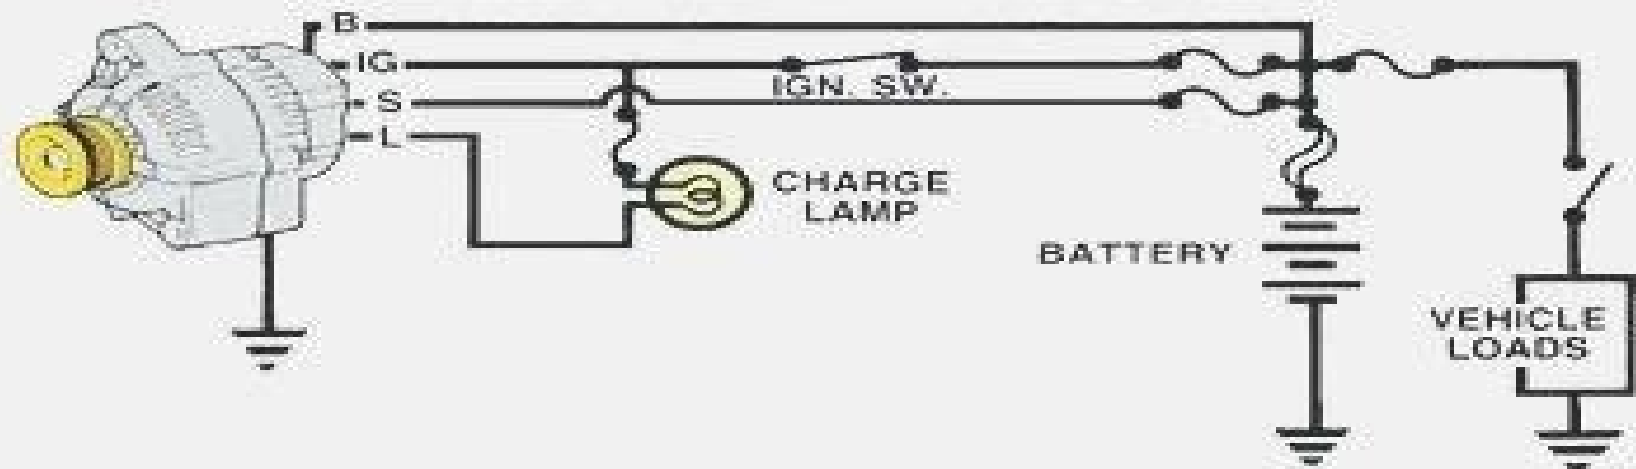 B
IG
IGN. SW.
S
L
CHARGE
LAMP
BATTERY
VEHICLE
LOADS